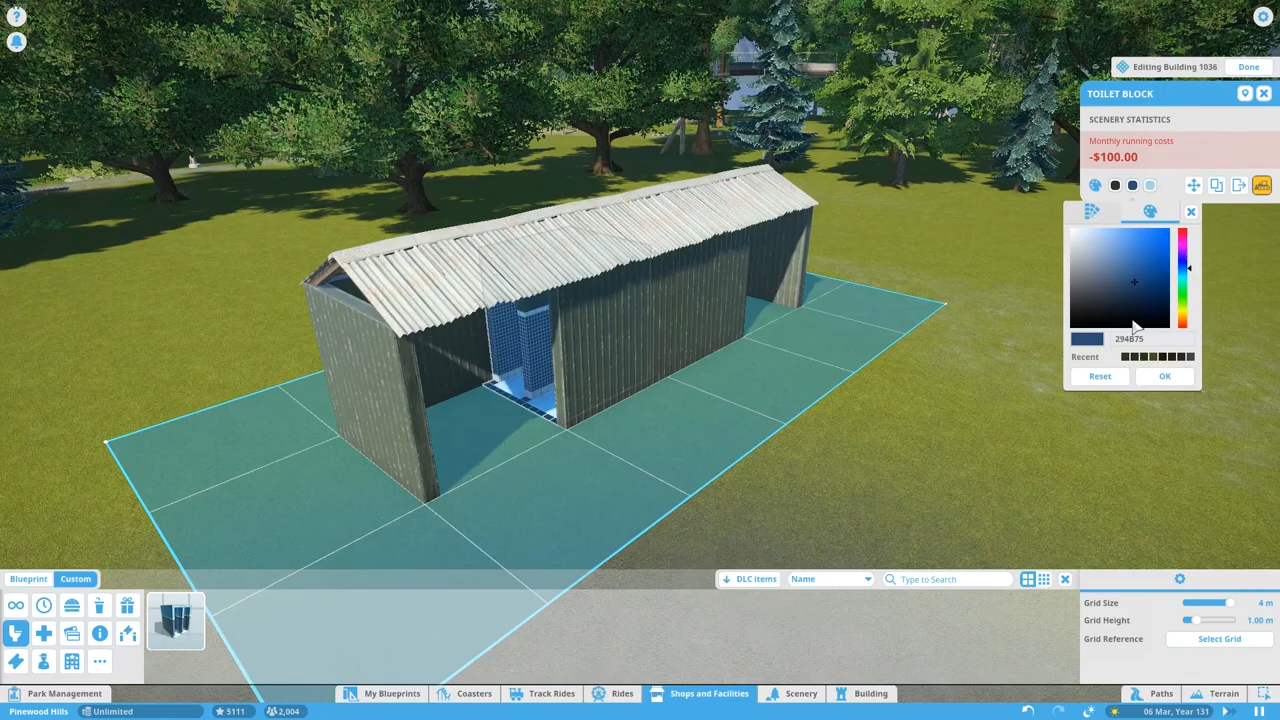 Editing Building 1036 Done
TOILET BLOCK
SCENERY STATISTICS
Monthly running costs
-$100.00
294B75
Recent
Reset OK
Blueprint Custom
DLC items Name Type to Search
Grid Size 4 m
Grid Height 1.00 m
Grid Reference Select Grid
Park Management My Blueprints Coasters Track Rides Rides Shops and Facilities Scenery Building Paths Terrain
Pinewood Hills Unlimited 5111 2,004 06 Mar, Year 131